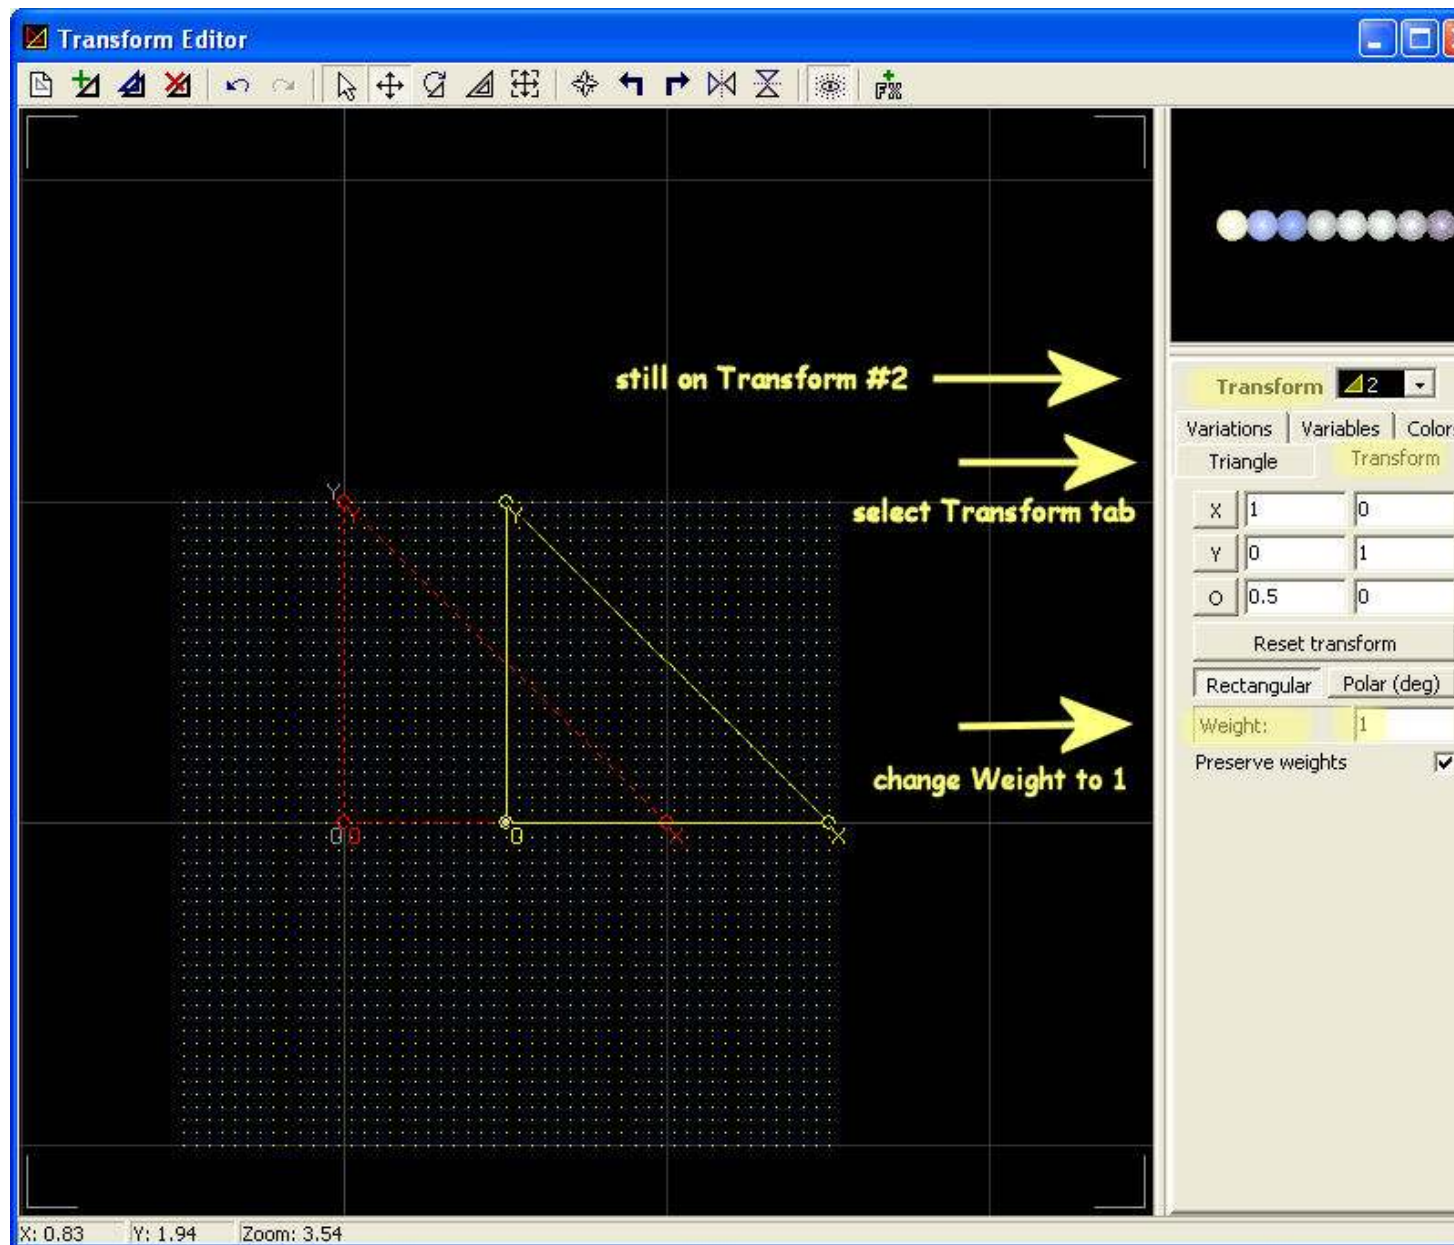 Transform Editor
FX
still on Transform #2
Transform 2
Variations Variables Color
Triangle Transform
select Transform tab
X 1 0
Y 0 1
O 0.5 0
Reset transform
Rectangular Polar (deg)
Weight: 1
change Weight to 1
Preserve weights
Y Y Y
O O O X X
X: 0.83 Y: 1.94 Zoom: 3.54